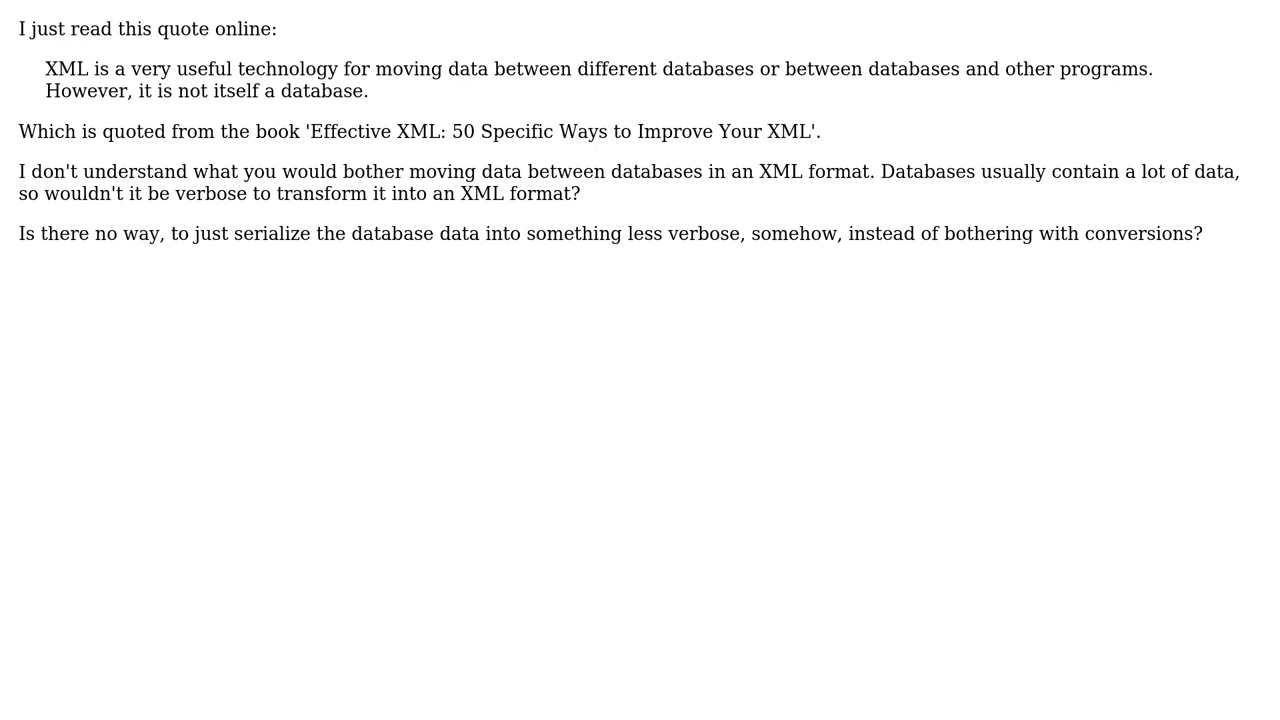 I just read this quote online:
XML is a very useful technology for moving data between different databases or between databases and other programs.
However, it is not itself a database.
Which is quoted from the book 'Effective XML: 50 Specific Ways to Improve Your XML'.
I don't understand what you would bother moving data between databases in an XML format. Databases usually contain a lot of data,
so wouldn't it be verbose to transform it into an XML format?
Is there no way, to just serialize the database data into something less verbose, somehow, instead of bothering with conversions?